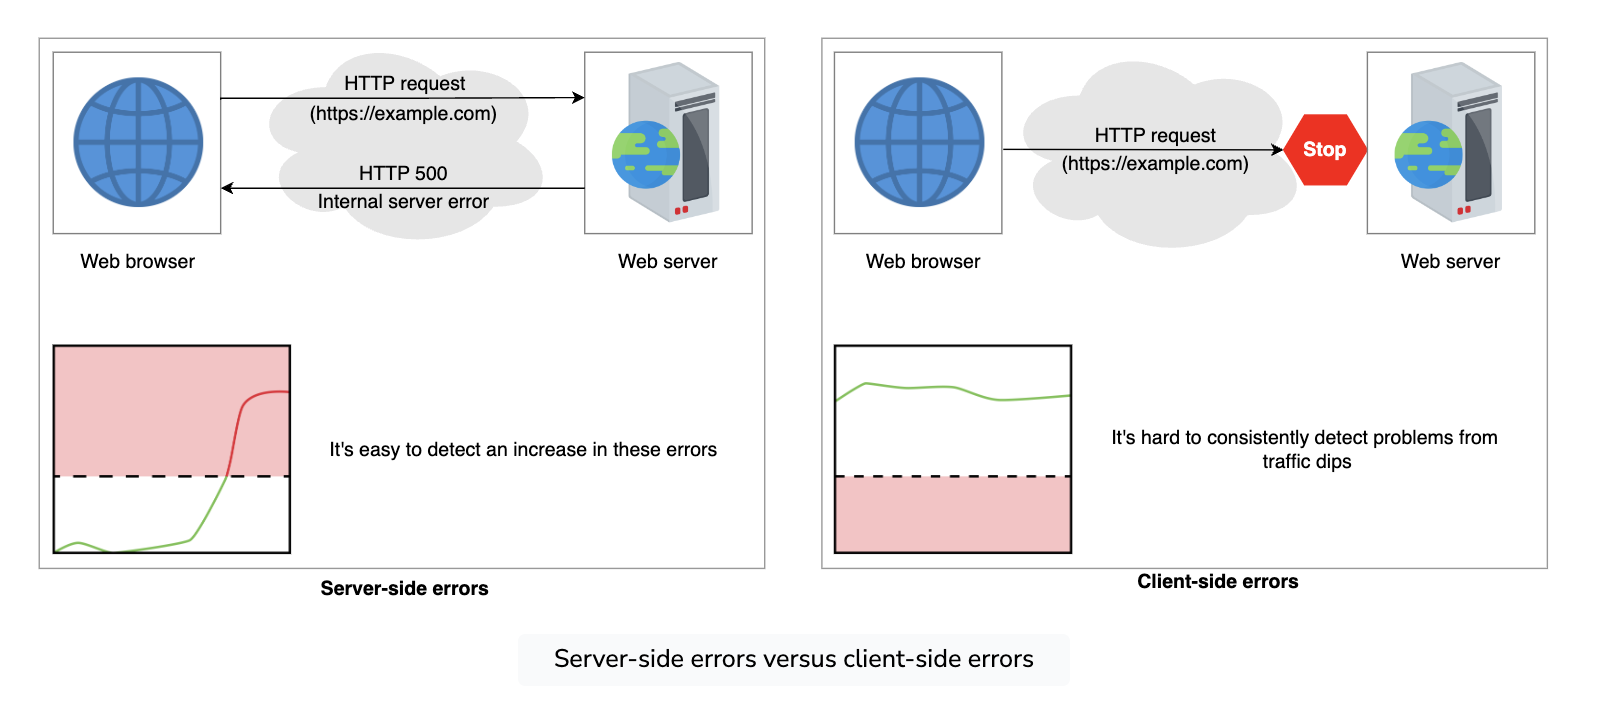 HTTP request
(https://example.com)
HTTP 500
Internal server error
Web browser
Web server
It's easy to detect an increase in these errors
Server-side errors
HTTP request
(https://example.com)
Stop
Web browser
Web server
It's hard to consistently detect problems from
traffic dips
Client-side errors
Server-side errors versus client-side errors